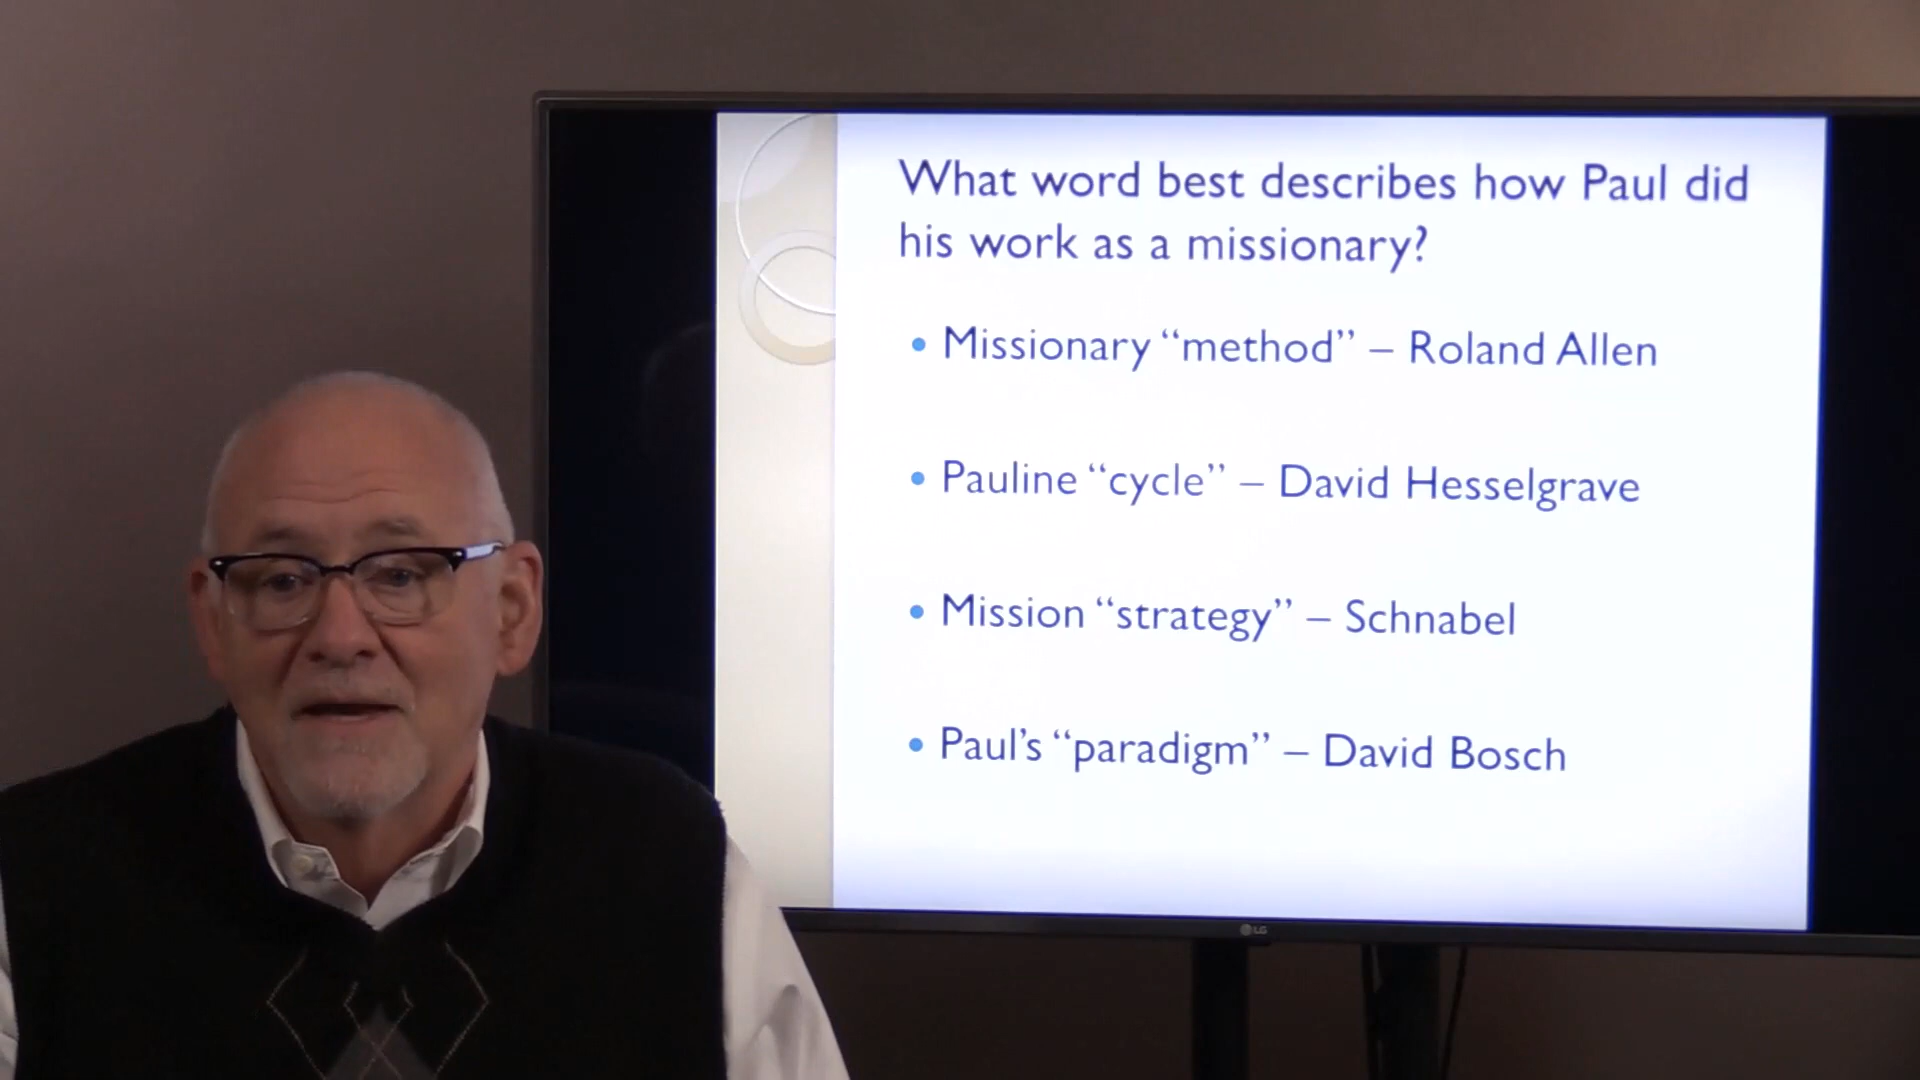 What word best describes how Paul did
his work as a missionary?
• Missionary “method” – Roland Allen
• Pauline “cycle” – David Hesselgrave
• Mission “strategy” – Schnabel
• Paul’s “paradigm” – David Bosch
LG